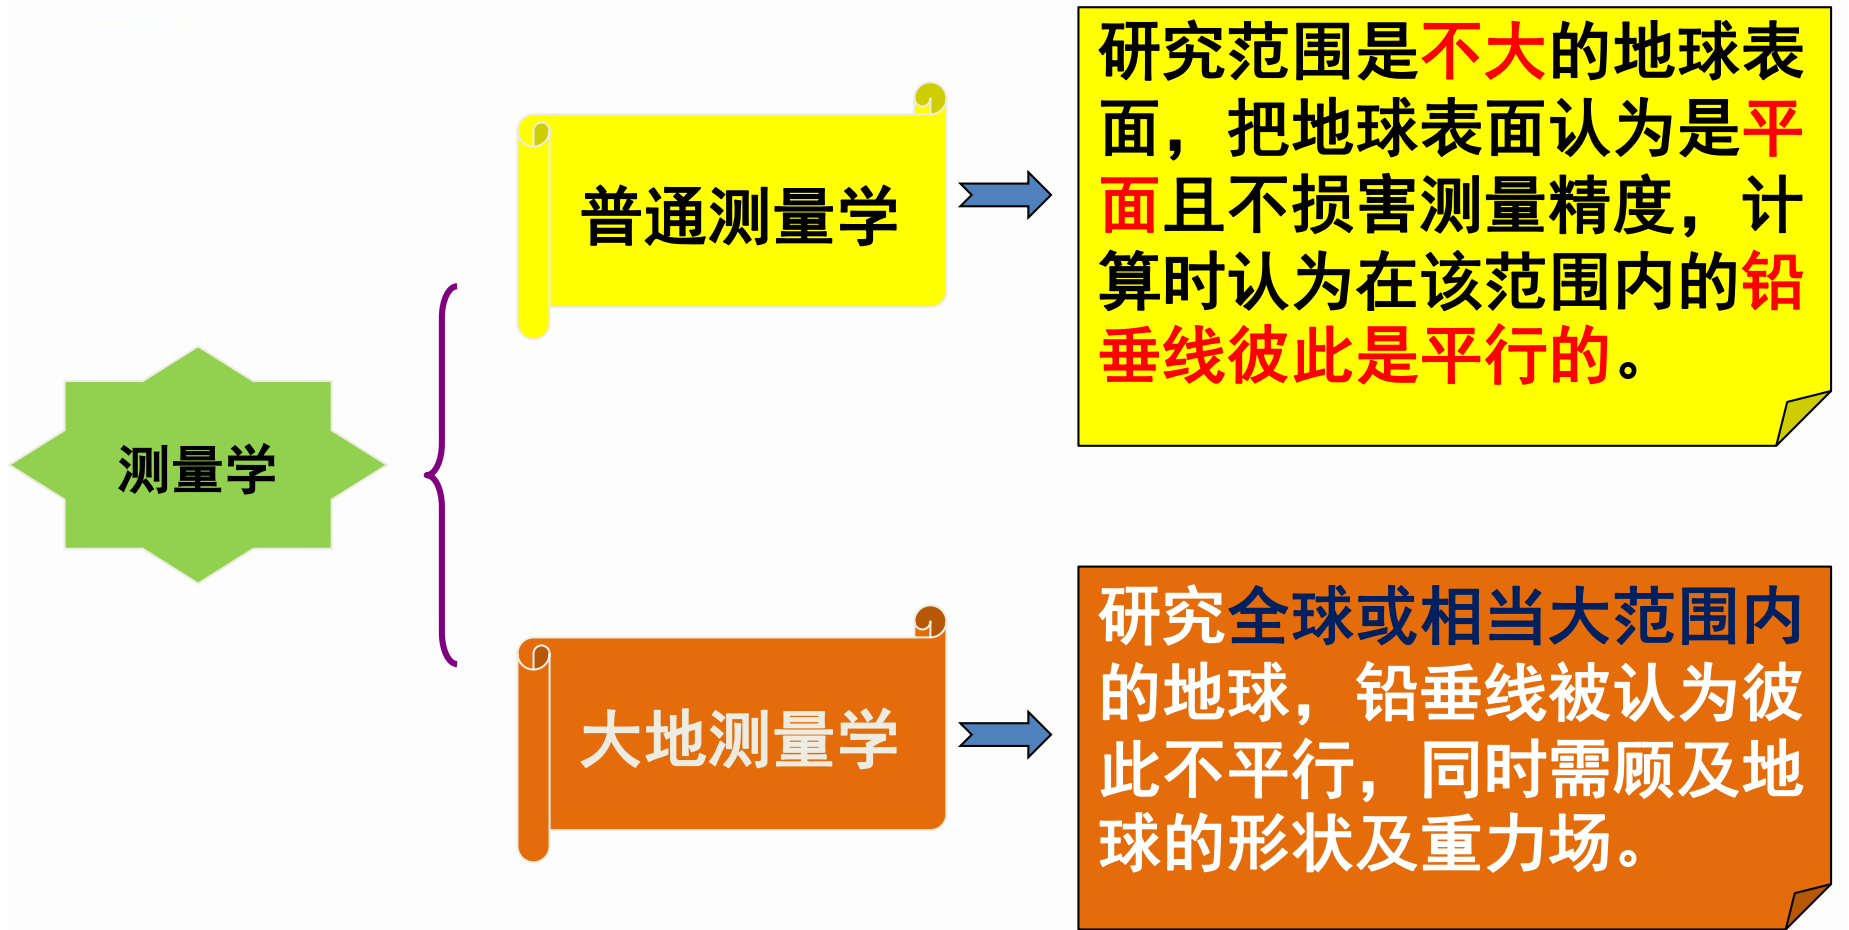 测量学
普通测量学
研究范围是不大的地球表
面，把地球表面认为是平
面且不损害测量精度，计
算时认为在该范围内的铅
垂线彼此是平行的。
大地测量学
研究全球或相当大范围内
的地球，铅垂线被认为彼
此不平行，同时需顾及地
球的形状及重力场。